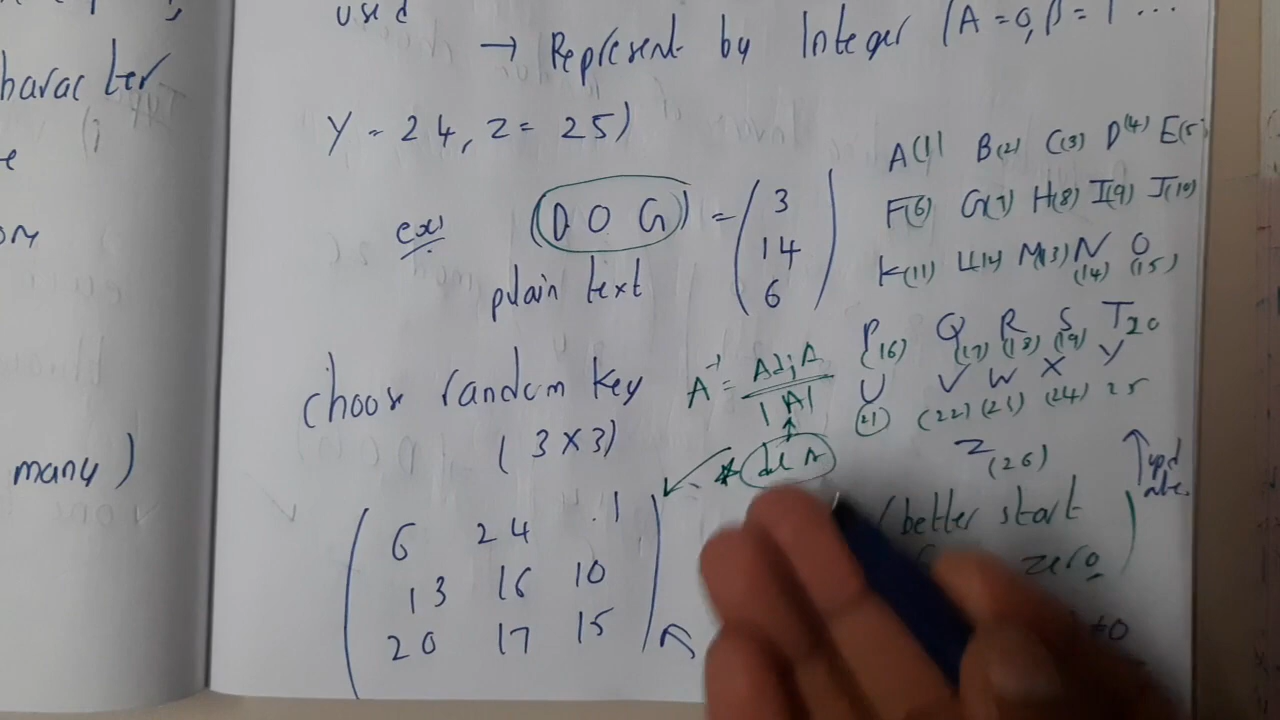 used
→ Represent by Integer (A = 0, B = 1 ...
Y = 24, Z = 25)
haracter
A(1) B(2) C(3) D(4) E(5)
ex: (D O G) = ( 3
14
6 )
plain text
F(6) G(7) H(8) I(9) J(10)
K(11) M(13) N(14) O(15)
P(16) Q(17) R(18) S(19) T20
U(21) V(22) W(23) X(24) Y 25
Z(26)
choose random key
(3 × 3)
A⁻¹ = Adj A / |A|
many)
(better start
zero)
( 6 24 1
13 16 10
20 17 15 )